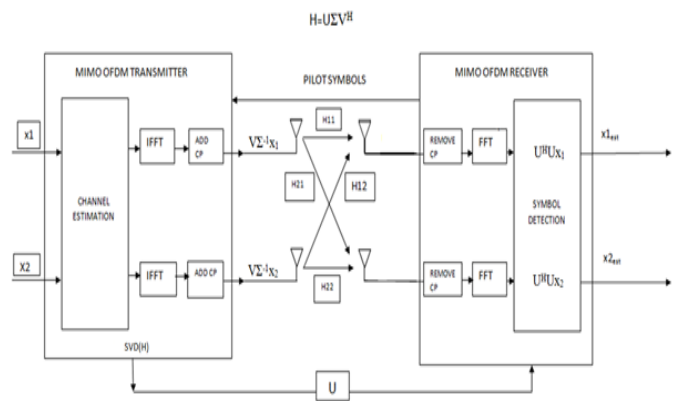 H=UΣV^H
MIMO OFDM TRANSMITTER
MIMO OFDM RECEIVER
PILOT SYMBOLS
x1
IFFT
ADD CP
VΣ⁻¹x₁
H11
REMOVE CP
FFT
UᴴUx₁
x1ₑₛₜ
H21
H12
CHANNEL ESTIMATION
SYMBOL DETECTION
X2
IFFT
ADD CP
VΣ⁻¹x₂
H22
REMOVE CP
FFT
UᴴUx₂
x2ₑₛₜ
SVD(H)
U